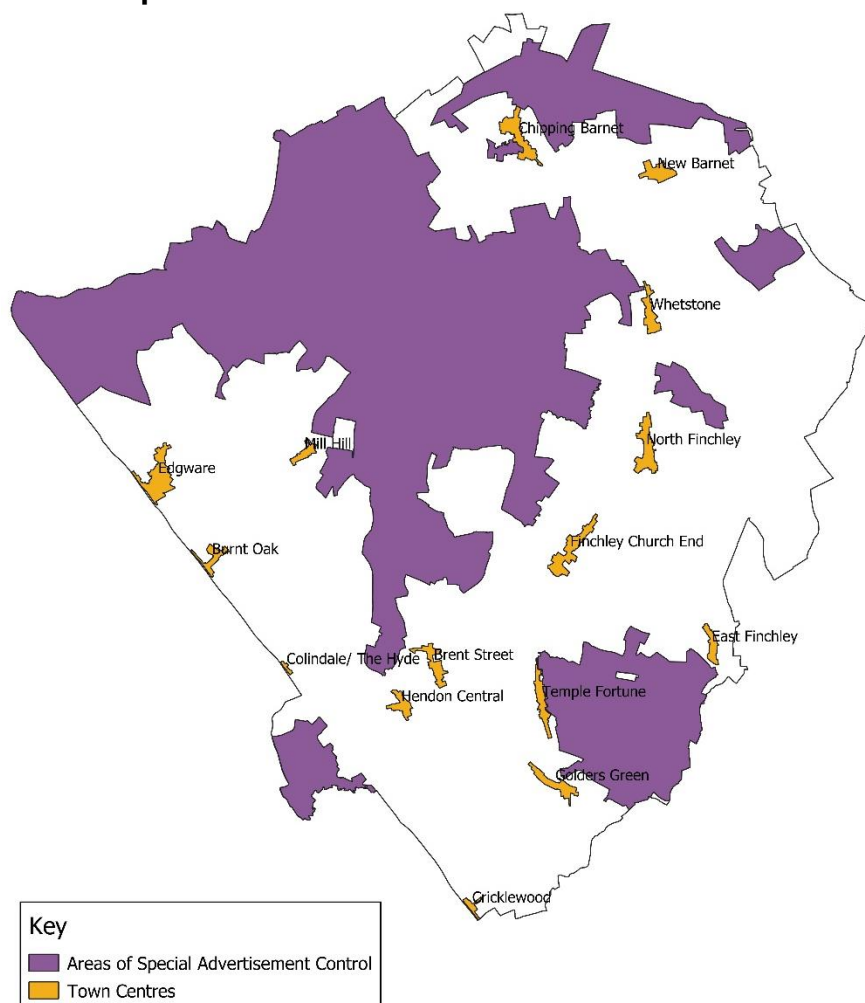 Chipping Barnet
New Barnet
Whetstone
Mill Hill
North Finchley
Edgware
Finchley Church End
Burnt Oak
East Finchley
Brent Street
Colindale/ The Hyde
Hendon Central
Temple Fortune
Golders Green
Cricklewood
Key
Areas of Special Advertisement Control
Town Centres